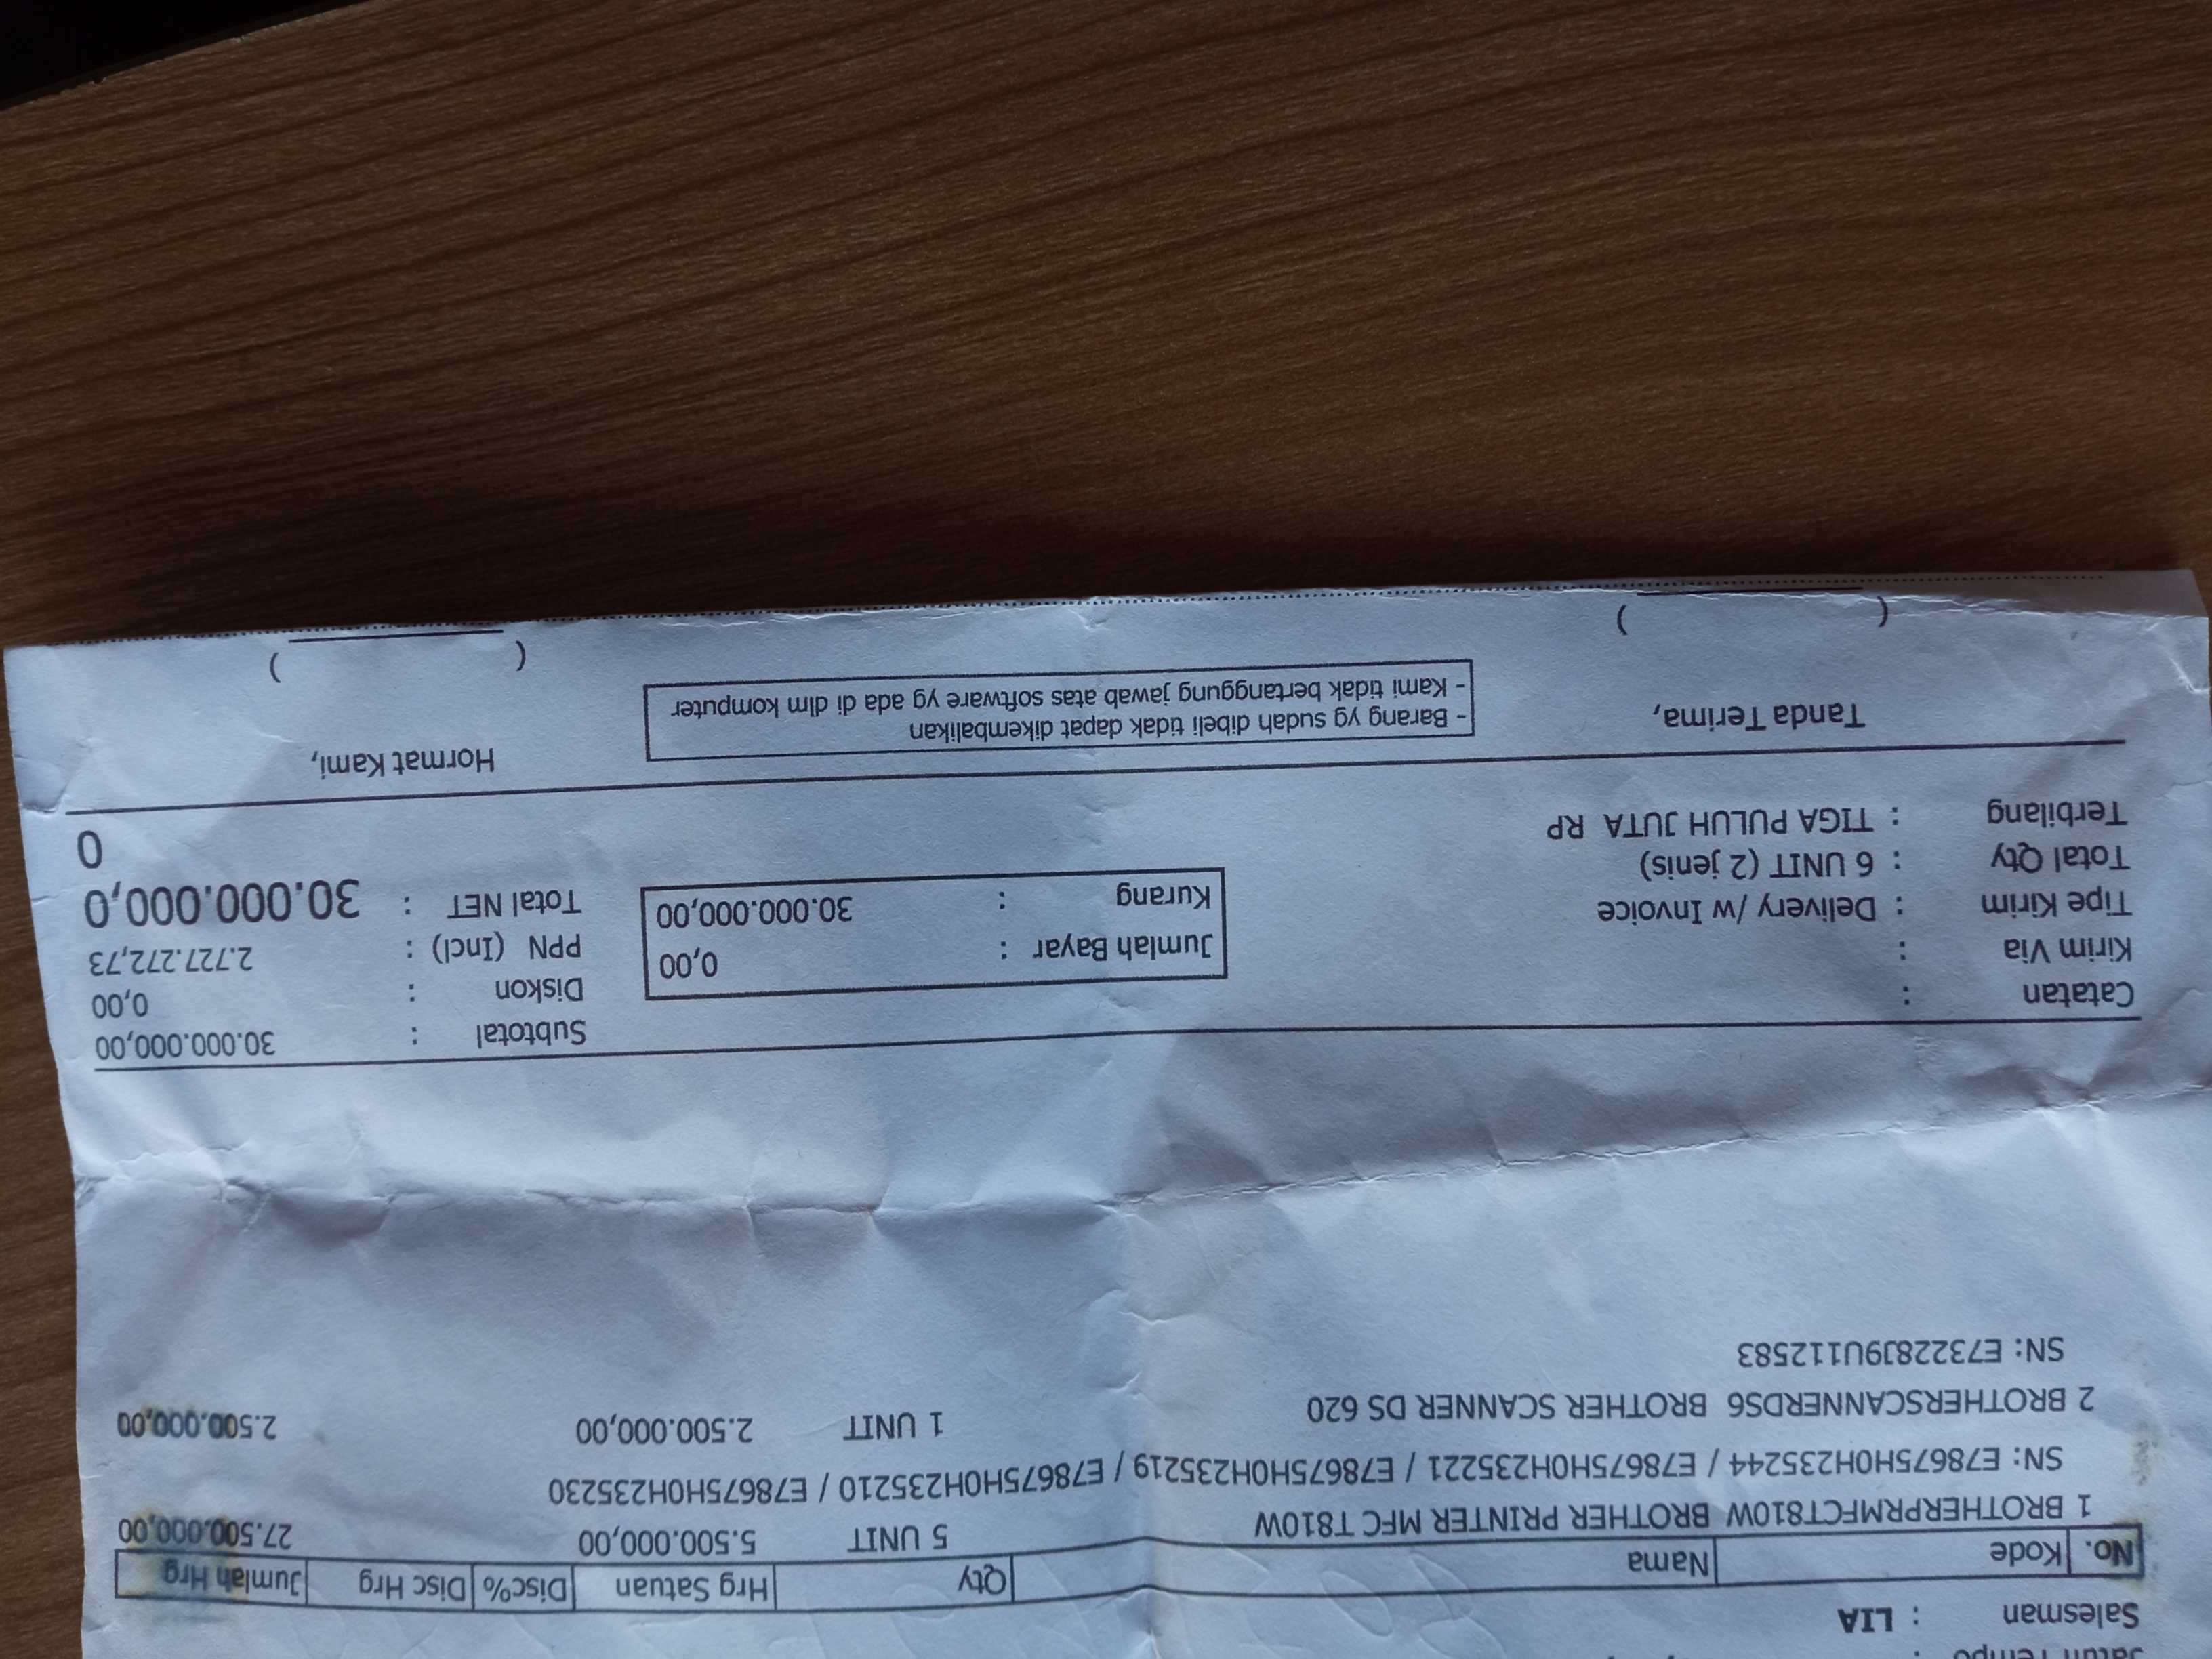 Jatuh Tempo :
Salesman : LIA
No. Kode Nama Qty Hrg Satuan Disc% Disc Hrg Jumlah Hrg
1 BROTHERPRMFCT810W BROTHER PRINTER MFC T810W 5 UNIT 5.500.000,00 27.500.000,00
SN: E78675H0H235244 / E78675H0H235221 / E78675H0H235219 / E78675H0H235210 / E78675H0H235230
2 BROTHERSCANNERDS6 BROTHER SCANNER DS 620 1 UNIT 2.500.000,00 2.500.000,00
SN: E73228J9U112583
Catatan :
Kirim Via :
Tipe Kirim : Delivery /w Invoice
Total Qty : 6 UNIT (2 jenis)
Terbilang : TIGA PULUH JUTA RP
Jumlah Bayar : 0,00
Kurang : 30.000.000,00
Subtotal : 30.000.000,00
Diskon : 0,00
PPN (Incl) : 2.727.272,73
Total NET : 30.000.000,0
0
Tanda Terima,
- Barang yg sudah dibeli tidak dapat dikembalikan
- Kami tidak bertanggung jawab atas software yg ada di dlm komputer
Hormat Kami,
( )
( )